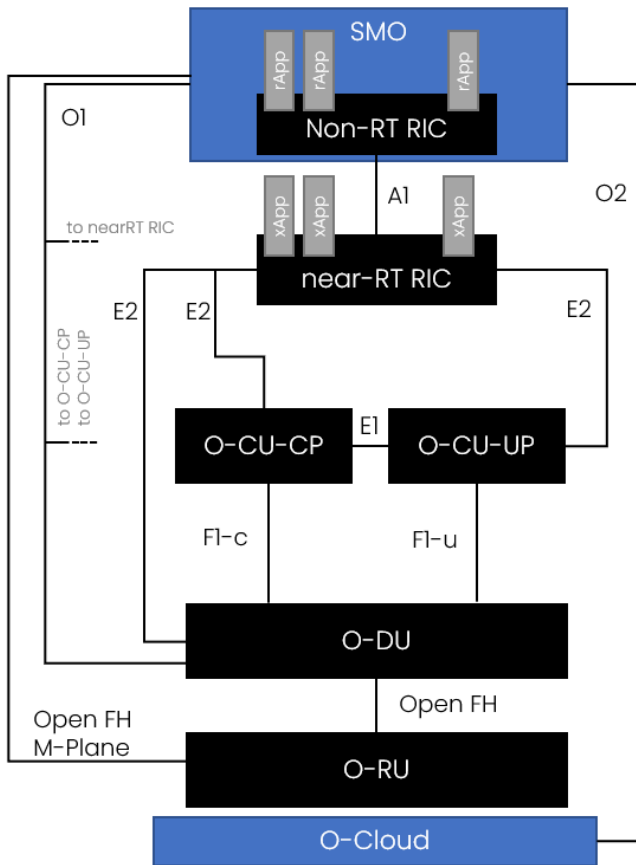 SMO
rApp
rApp
rApp
Non-RT RIC
O1
A1
O2
to nearRT RIC
xApp
xApp
xApp
near-RT RIC
E2
E2
E2
to O-CU-CP
to O-CU-UP
O-CU-CP
E1
O-CU-UP
F1-c
F1-u
O-DU
Open FH
M-Plane
Open FH
O-RU
O-Cloud